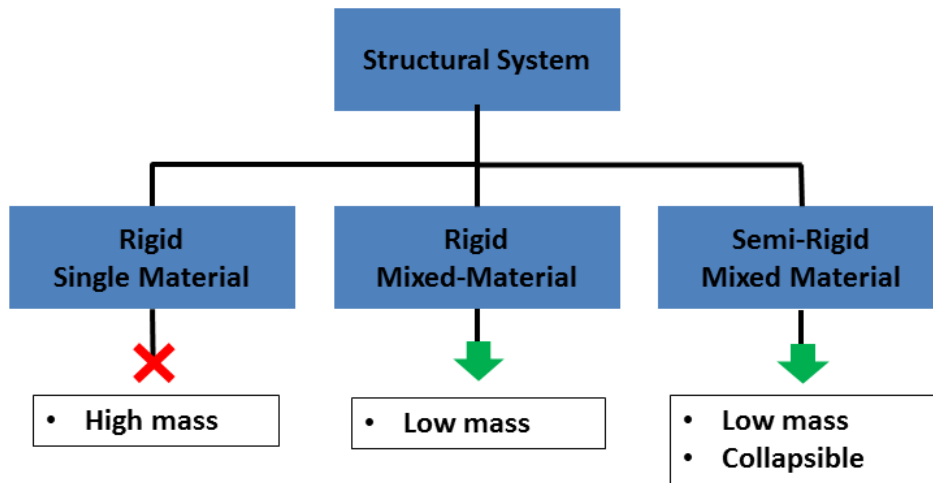 Structural System
Rigid
Single Material
Rigid
Mixed-Material
Semi-Rigid
Mixed Material
• High mass
• Low mass
• Low mass
• Collapsible